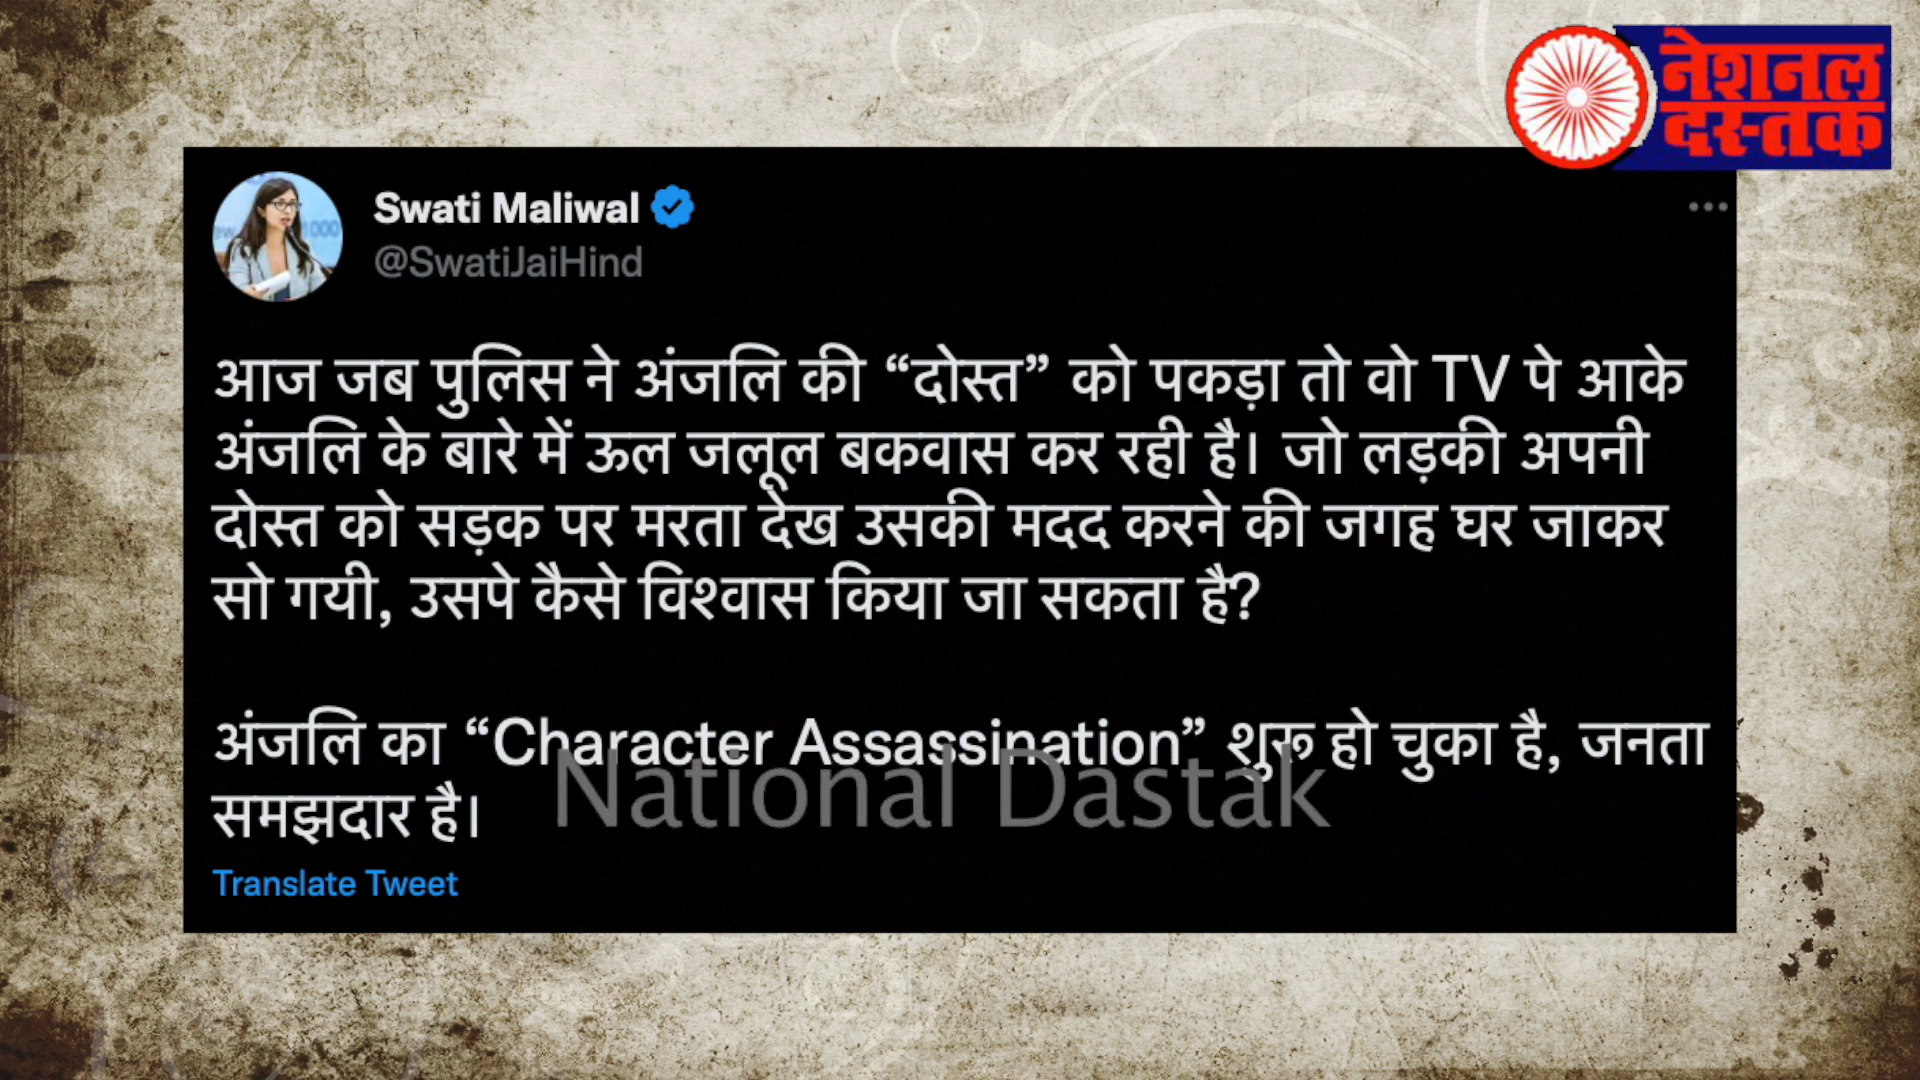 नेशनल
दस्तक
Swati Maliwal
@SwatiJaiHind
आज जब पुलिस ने अंजलि की “दोस्त” को पकड़ा तो वो TV पे आके
अंजलि के बारे में ऊल जलूल बकवास कर रही है। जो लड़की अपनी
दोस्त को सड़क पर मरता देख उसकी मदद करने की जगह घर जाकर
सो गयी, उसपे कैसे विश्वास किया जा सकता है?
अंजलि का “Character Assassination” शुरू हो चुका है, जनता
समझदार है।
National Dastak
Translate Tweet